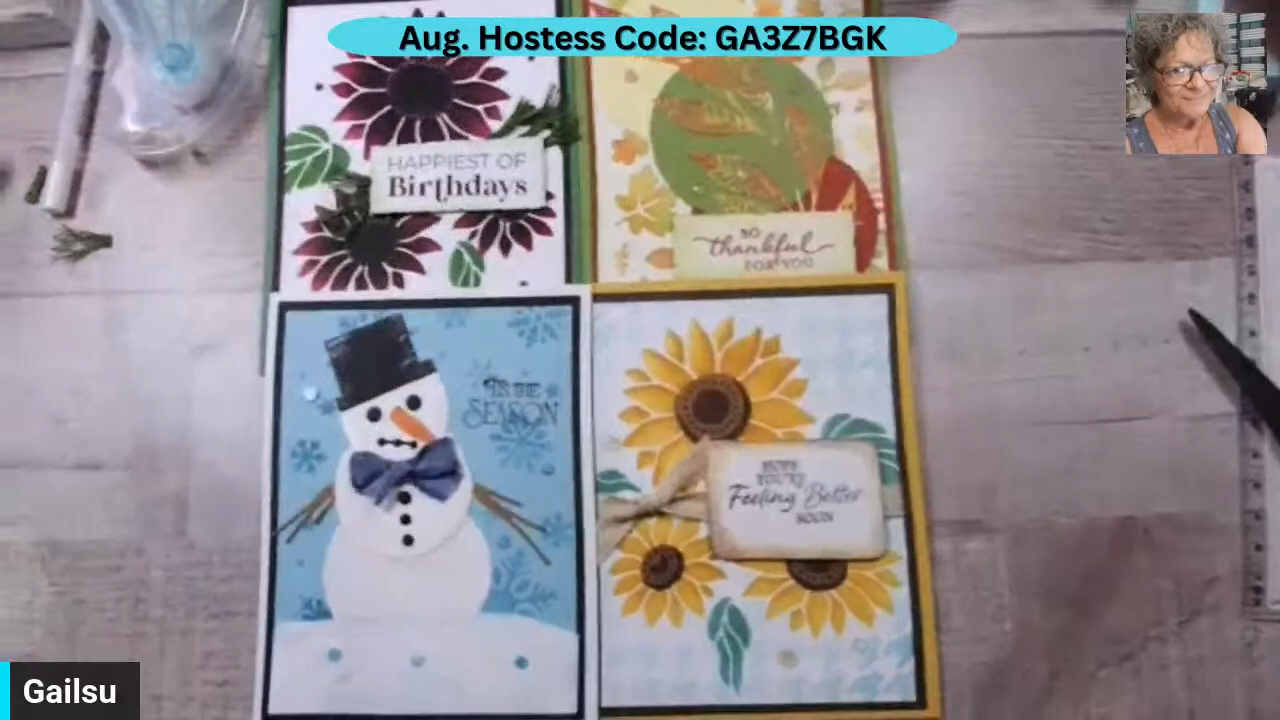 Aug. Hostess Code: GA3Z7BGK
HAPPIEST OF
Birthdays
SO
thankful
FOR YOU
'TIS THE
SEASON
HOPE
YOU'RE
Feeling Better
SOON
Gailsu